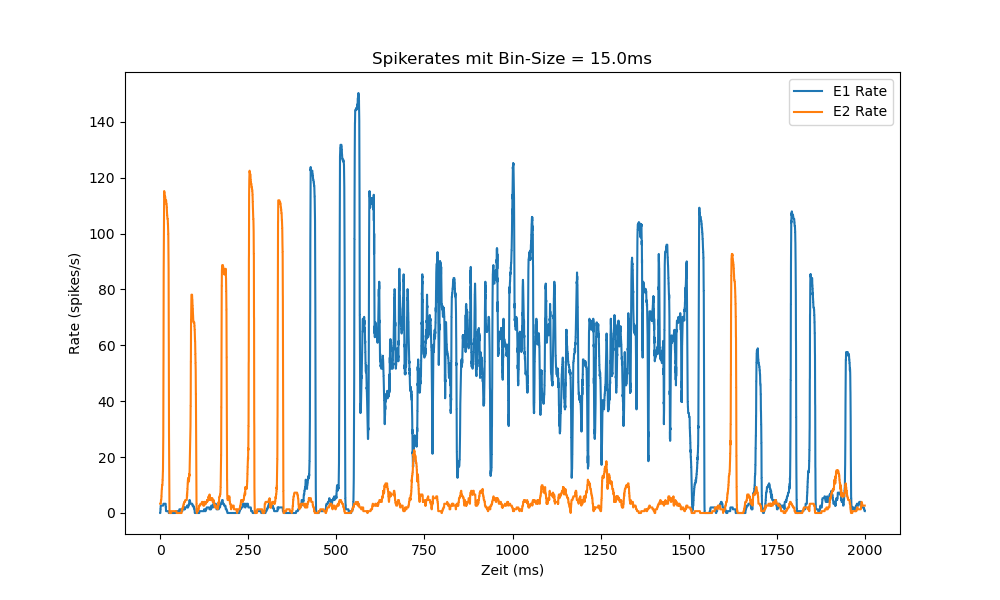 Spikerates mit Bin-Size = 15.0ms
E1 Rate
E2 Rate
Rate (spikes/s)
140
120
100
80
60
40
20
0
0 250 500 750 1000 1250 1500 1750 2000
Zeit (ms)